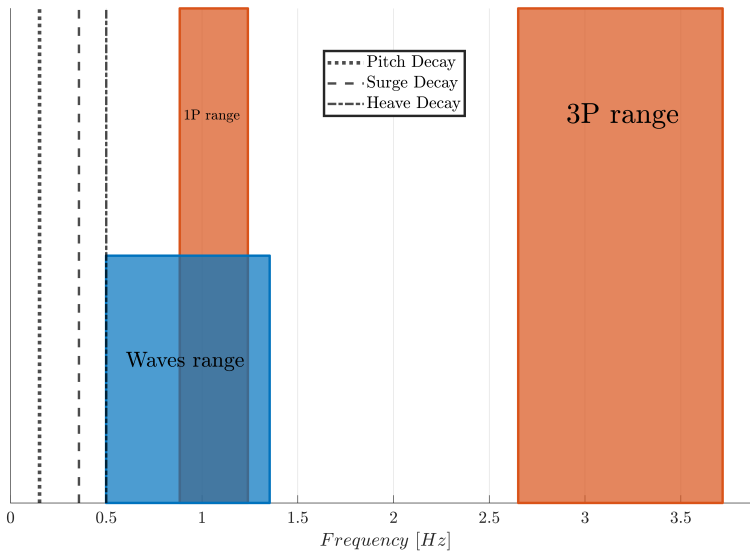 Pitch Decay
Surge Decay
Heave Decay
1P range
3P range
Waves range
0 0.5 1 1.5 2 2.5 3 3.5
Frequency [Hz]